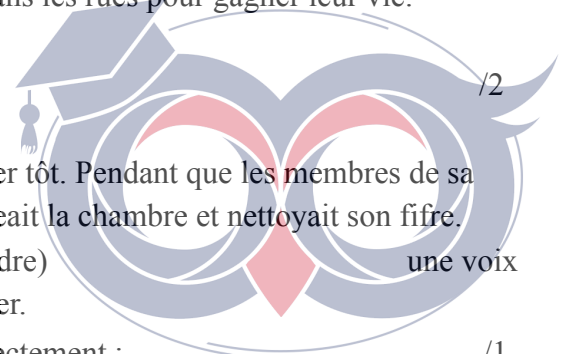 dans les rues pour gagner leur vie.
/2
er tôt. Pendant que les membres de sa
eait la chambre et nettoyait son fifre.
dre) une voix
er.
ectement : /1